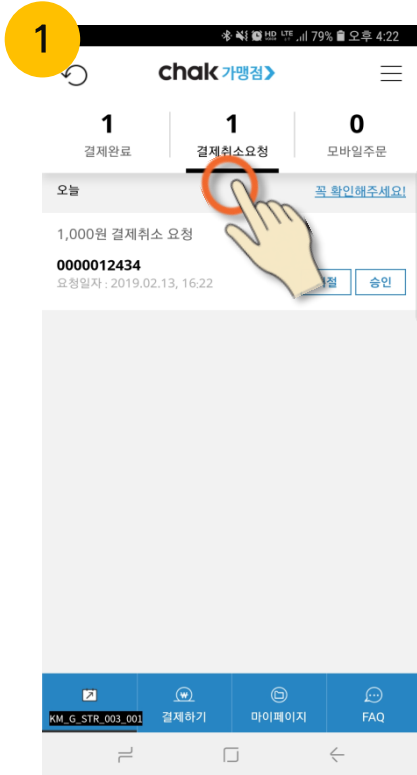 1
79% 오후 4:22
chak 가맹점
1 1 0
결제완료 결제취소요청 모바일주문
오늘 꼭 확인해주세요!
1,000원 결제취소 요청
0000012434
요청일자 : 2019.02.13, 16:22
절 승인
KM_G_STR_003_001 결제하기 마이페이지 FAQ